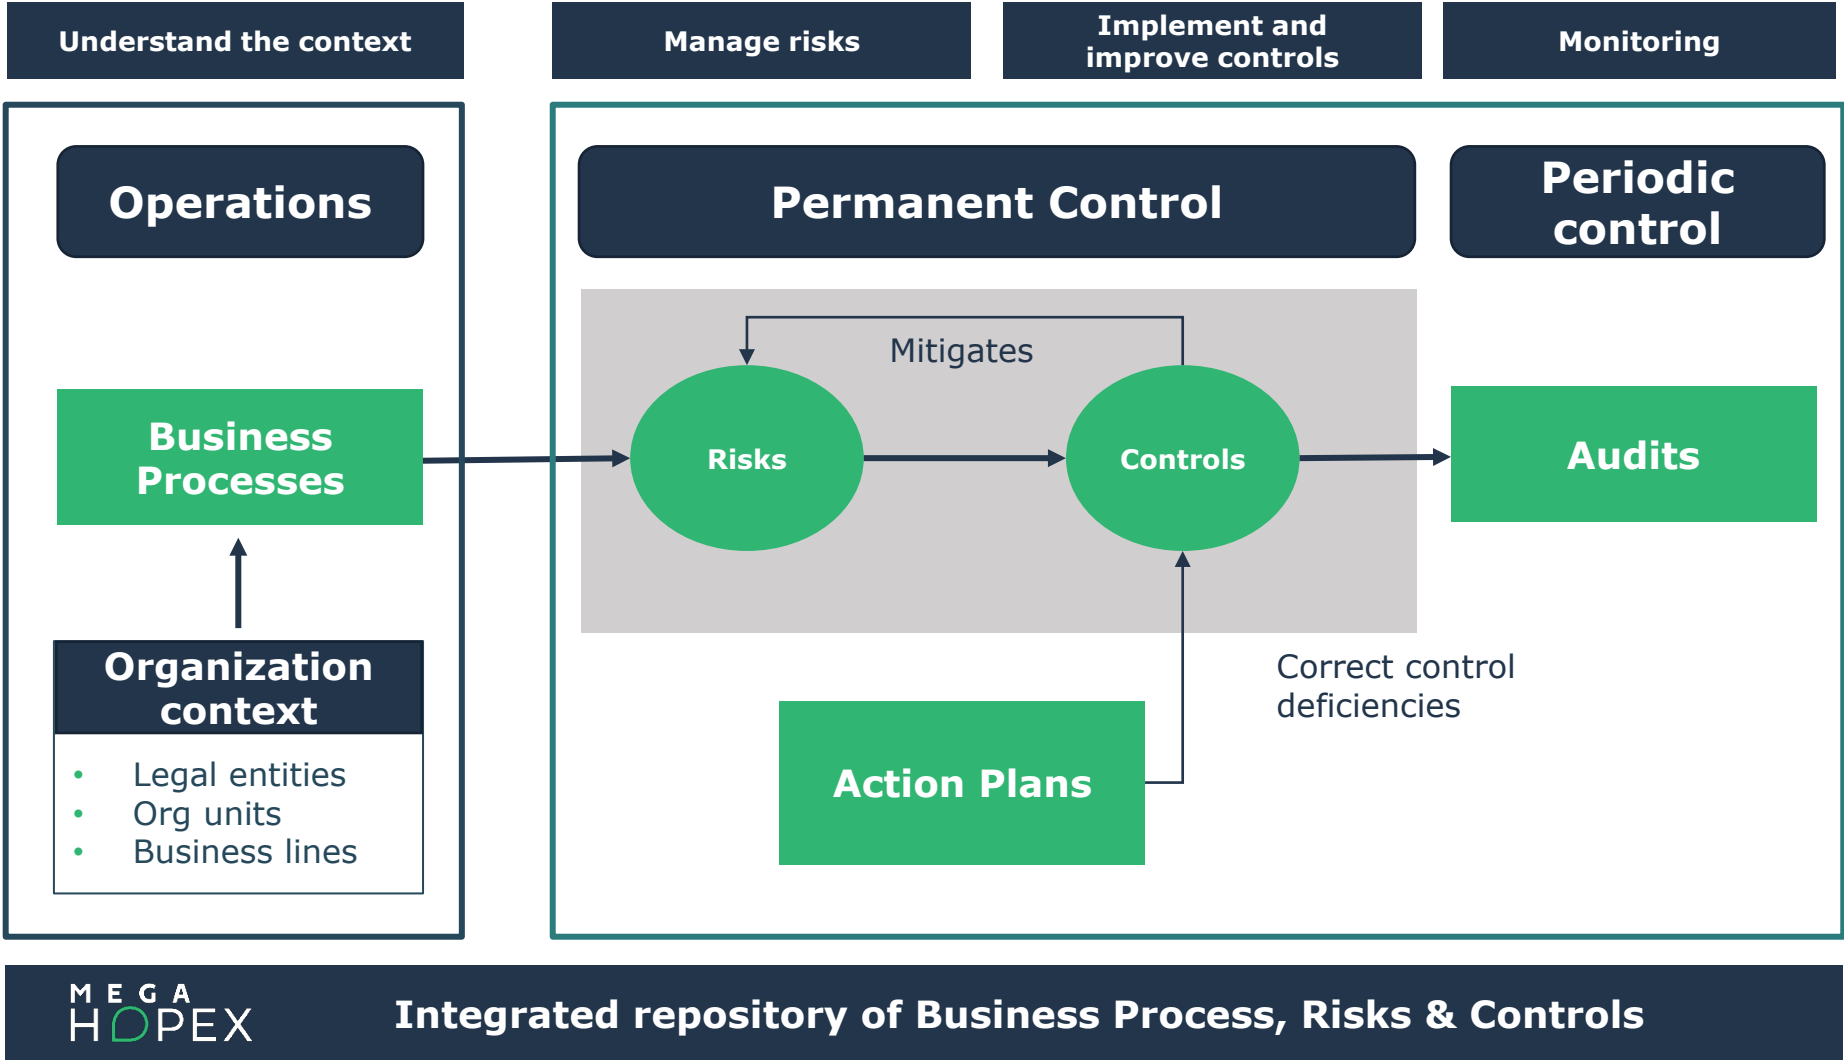 Understand the context
Manage risks
Implement and
improve controls
Monitoring
Operations
Permanent Control
Periodic
control
Mitigates
Business
Processes
Risks
Controls
Audits
Organization
context
• Legal entities
• Org units
• Business lines
Correct control
deficiencies
Action Plans
MEGA
HOPEX
Integrated repository of Business Process, Risks & Controls